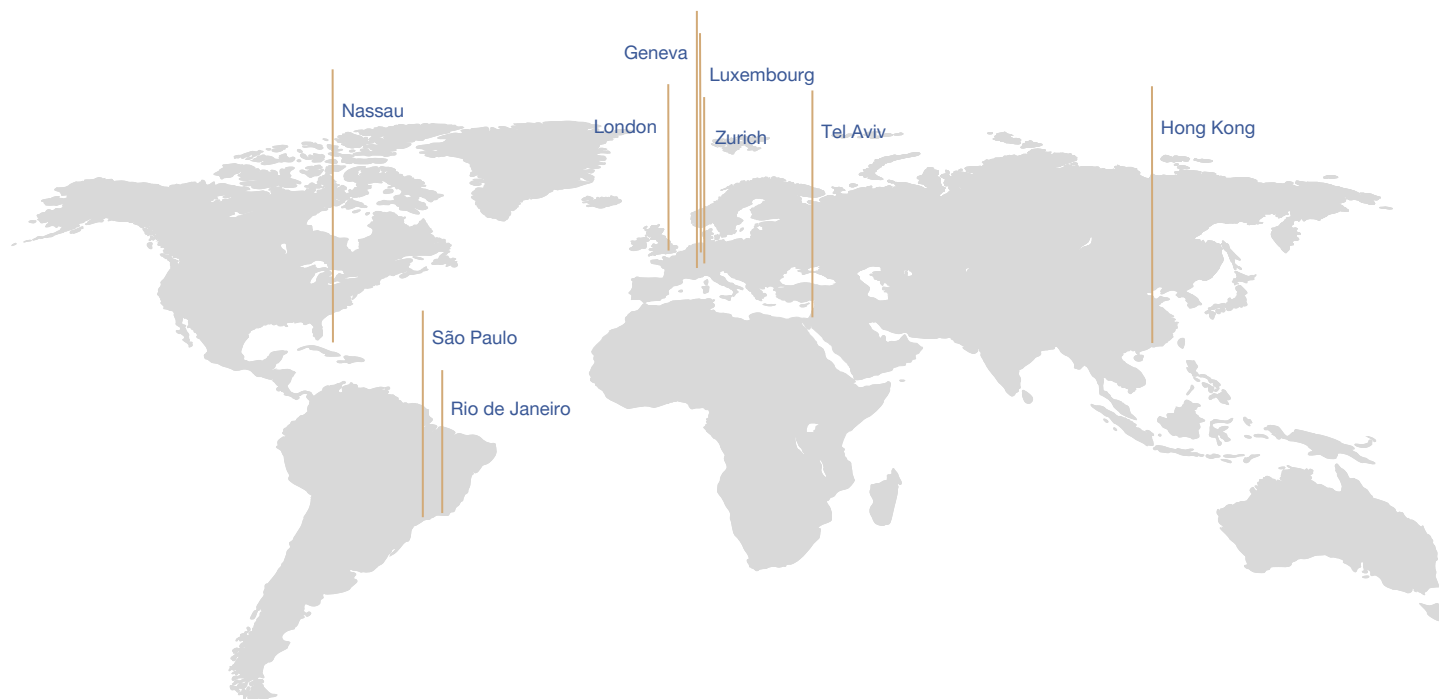 Geneva
Luxembourg
Nassau
London
Zurich
Tel Aviv
Hong Kong
São Paulo
Rio de Janeiro